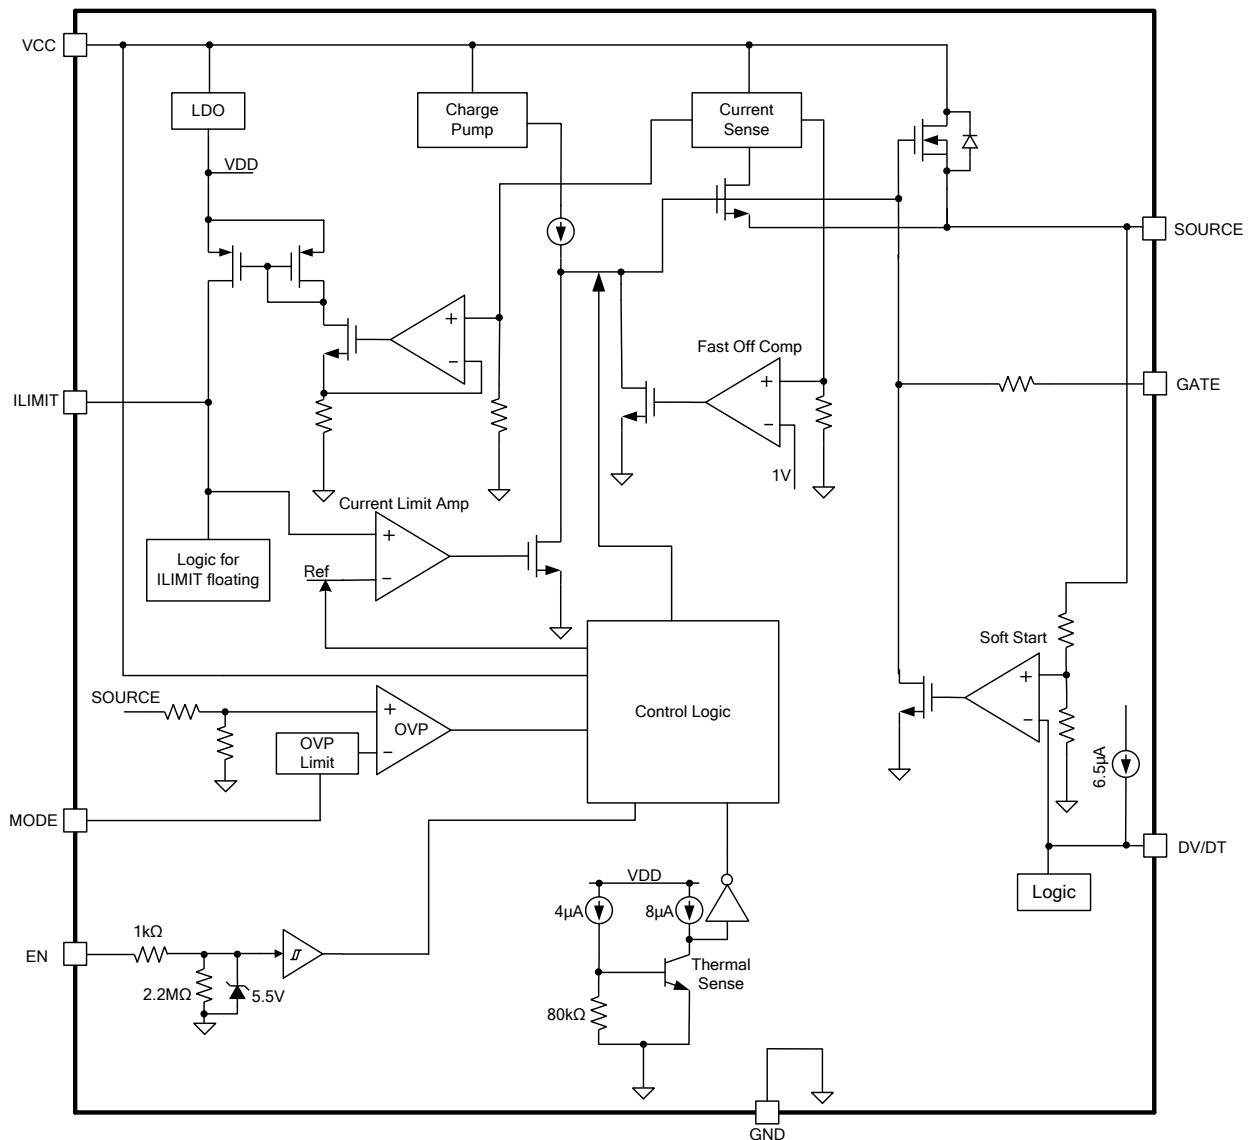 VCC
LDO
Charge
Pump
Current
Sense
VDD
SOURCE
Fast Off Comp
+
−
+
−
GATE
ILIMIT
1V
Current Limit Amp
+
−
Logic for
ILIMIT floating
Ref
Soft Start
+
−
SOURCE
+
−
OVP
OVP
Limit
Control Logic
6.5µA
MODE
DV/DT
Logic
VDD
4µA
8µA
1kΩ
EN
2.2MΩ
5.5V
Thermal
Sense
80kΩ
GND